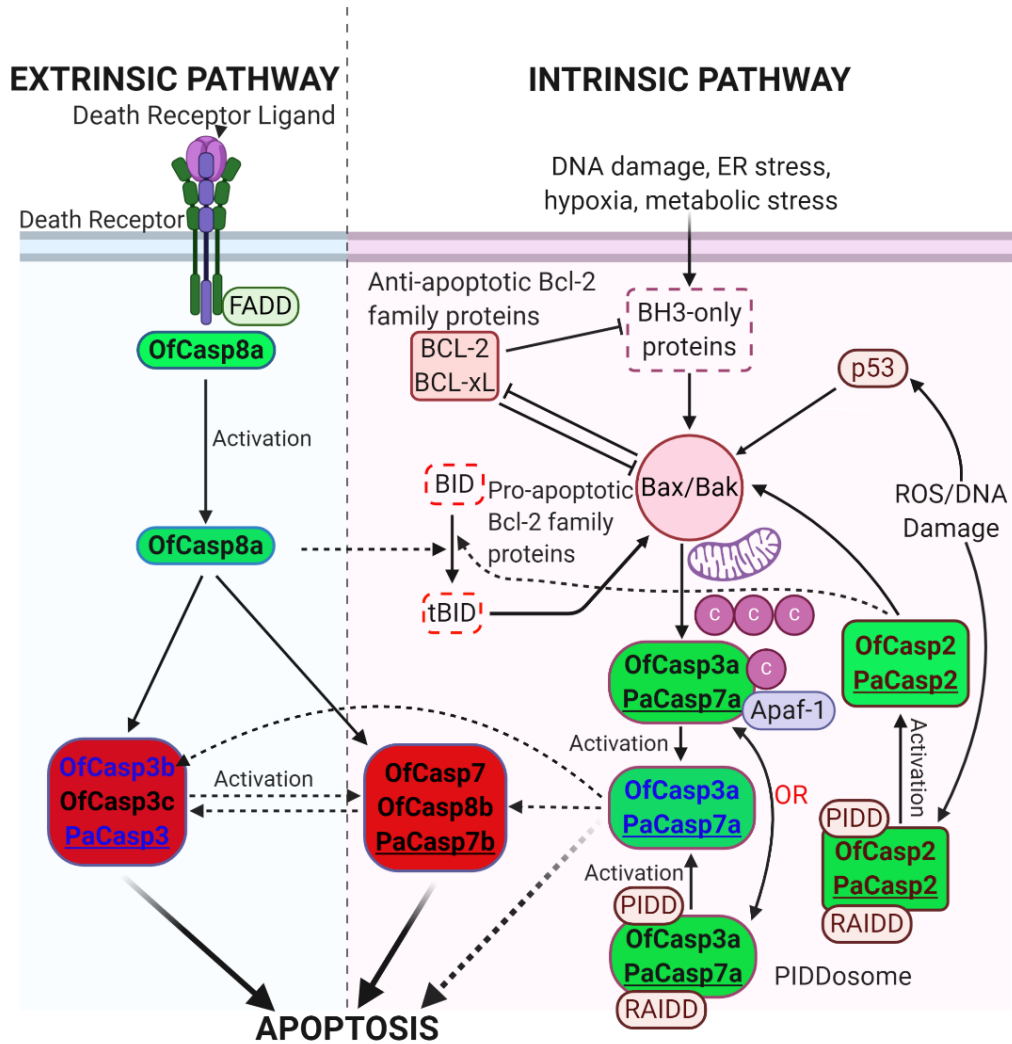 EXTRINSIC PATHWAY
Death Receptor Ligand
Death Receptor
FADD
OfCasp8a
Activation
OfCasp8a
OfCasp3b
OfCasp3c
PaCasp3
Activation
OfCasp7
OfCasp8b
PaCasp7b
APOPTOSIS
INTRINSIC PATHWAY
DNA damage, ER stress,
hypoxia, metabolic stress
Anti-apoptotic Bcl-2
family proteins
BCL-2
BCL-xL
BH3-only
proteins
p53
BID
Pro-apoptotic
Bcl-2 family
proteins
tBID
Bax/Bak
ROS/DNA
Damage
c c c
c
OfCasp3a
PaCasp7a
Apaf-1
Activation
OfCasp3a
PaCasp7a
OR
Activation
PIDD
OfCasp3a
PaCasp7a
RAIDD
PIDDosome
OfCasp2
PaCasp2
Activation
PIDD
OfCasp2
PaCasp2
RAIDD